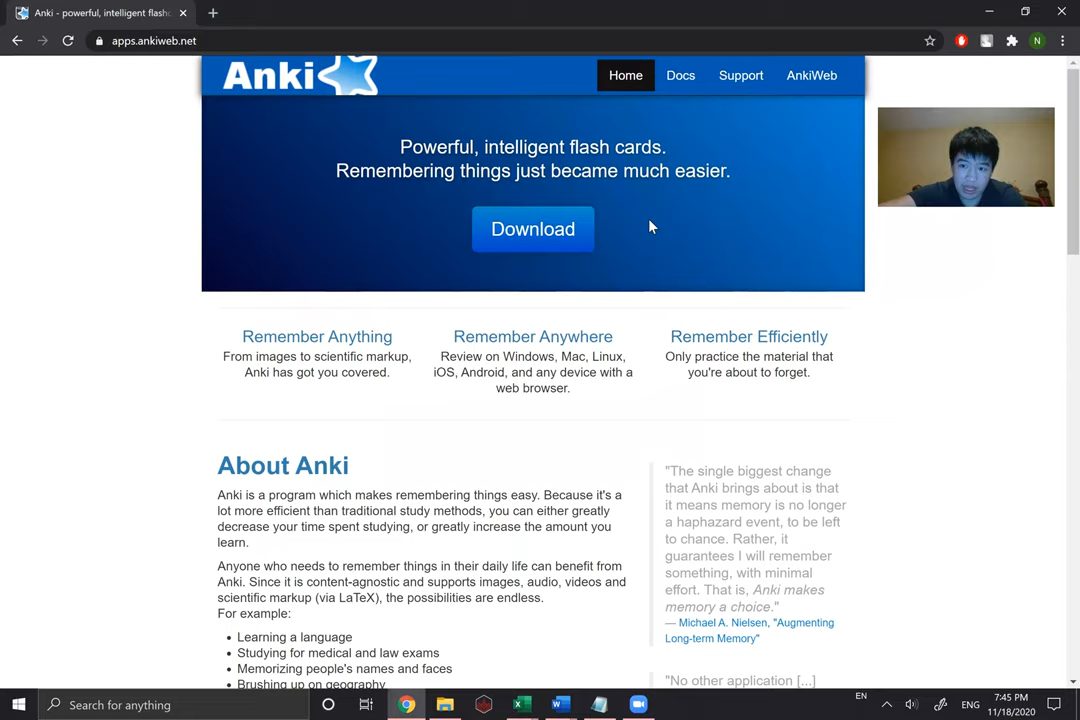 Anki - powerful, intelligent flashc
apps.ankiweb.net
N
Anki
Home
Docs
Support
AnkiWeb
Powerful, intelligent flash cards.
Remembering things just became much easier.
Download
Remember Anything
From images to scientific markup,
Anki has got you covered.
Remember Anywhere
Review on Windows, Mac, Linux,
iOS, Android, and any device with a
web browser.
Remember Efficiently
Only practice the material that
you're about to forget.
About Anki
Anki is a program which makes remembering things easy. Because it's a
lot more efficient than traditional study methods, you can either greatly
decrease your time spent studying, or greatly increase the amount you
learn.
Anyone who needs to remember things in their daily life can benefit from
Anki. Since it is content-agnostic and supports images, audio, videos and
scientific markup (via LaTeX), the possibilities are endless.
For example:
• Learning a language
• Studying for medical and law exams
• Memorizing people's names and faces
• Brushing up on geography
"The single biggest change
that Anki brings about is that
it means memory is no longer
a haphazard event, to be left
to chance. Rather, it
guarantees I will remember
something, with minimal
effort. That is, Anki makes
memory a choice."
— Michael A. Nielsen, "Augmenting
Long-term Memory"
"No other application [...]
Search for anything
EN
ENG
7:45 PM
11/18/2020